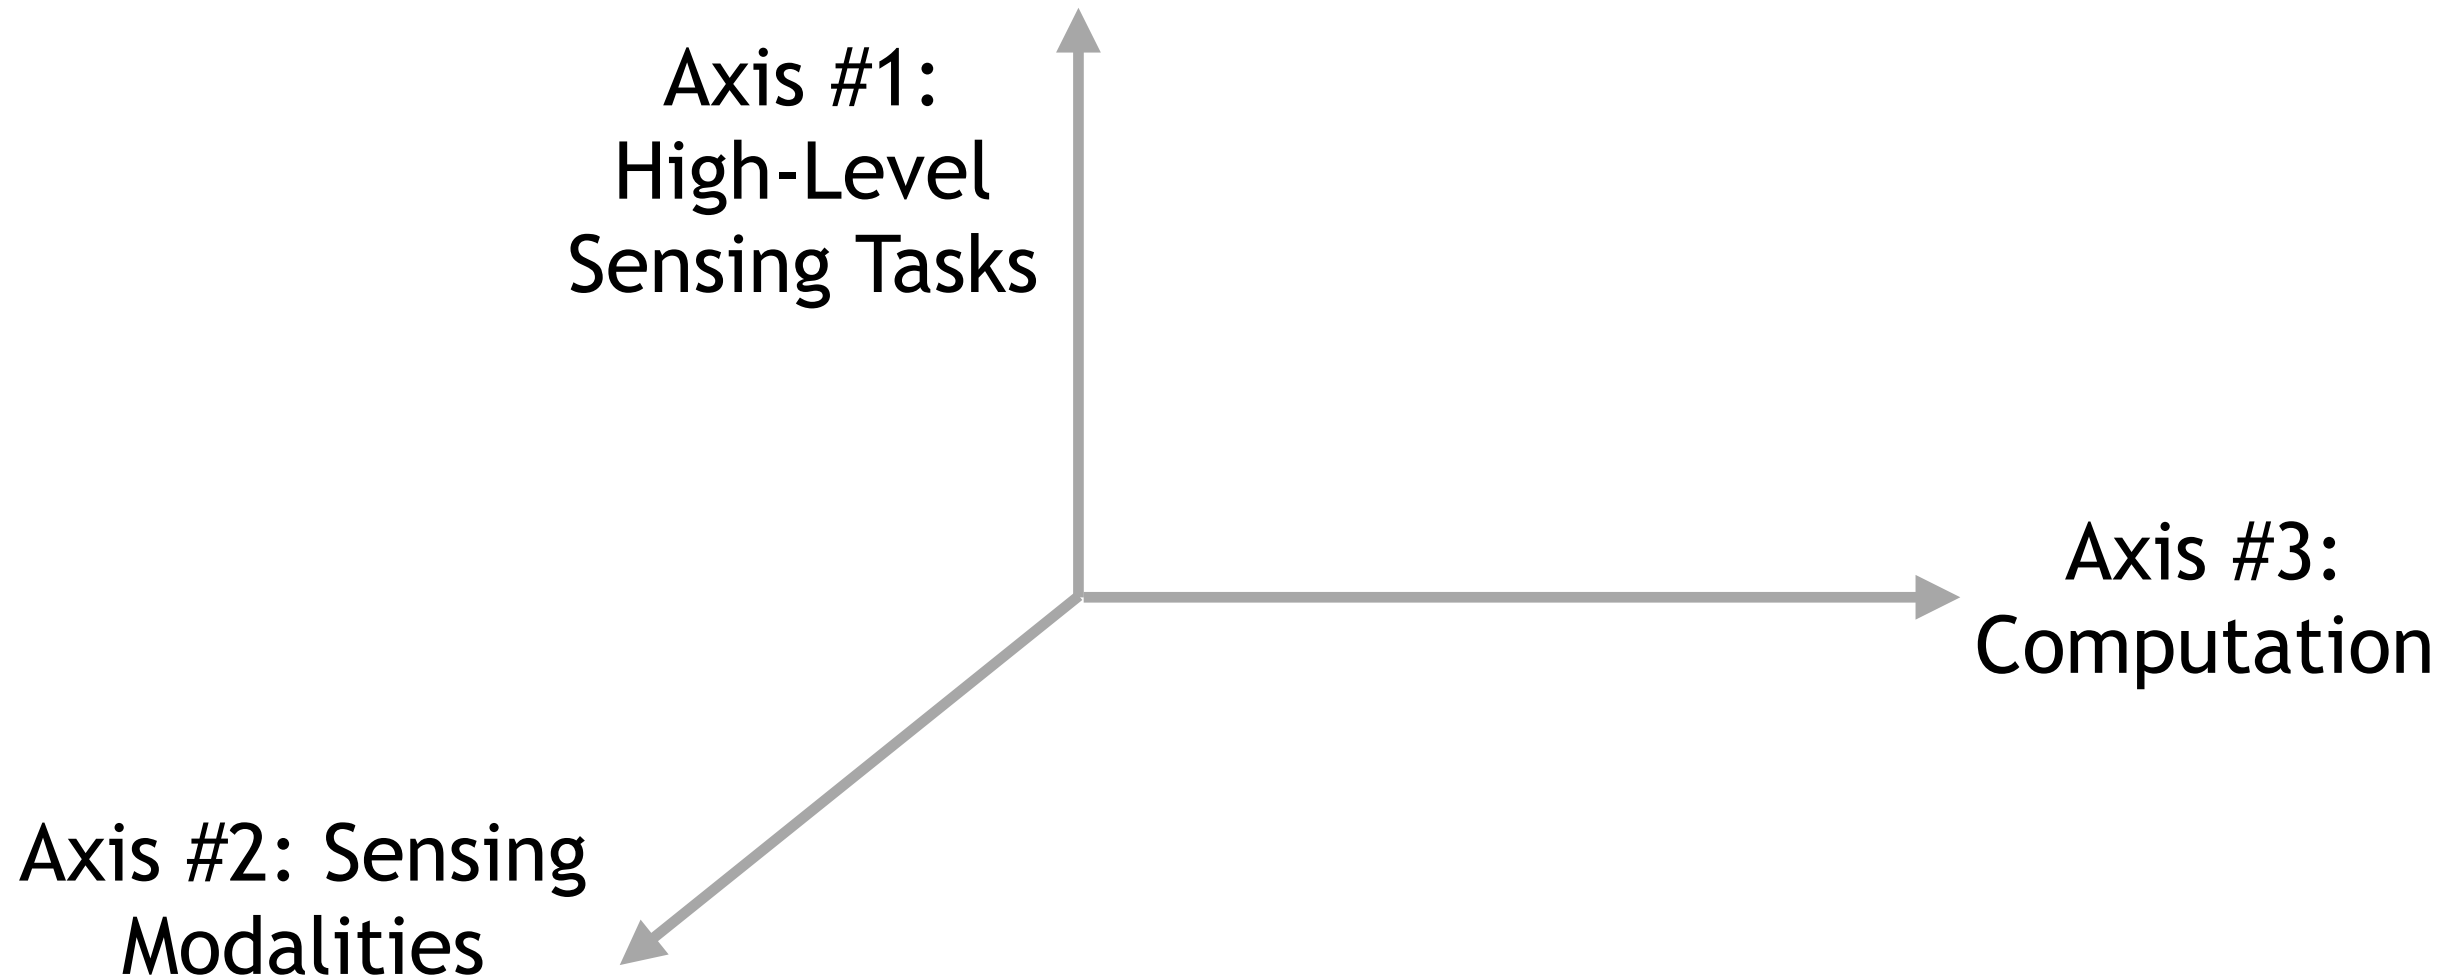 Axis #1:
High-Level
Sensing Tasks
Axis #3:
Computation
Axis #2: Sensing
Modalities